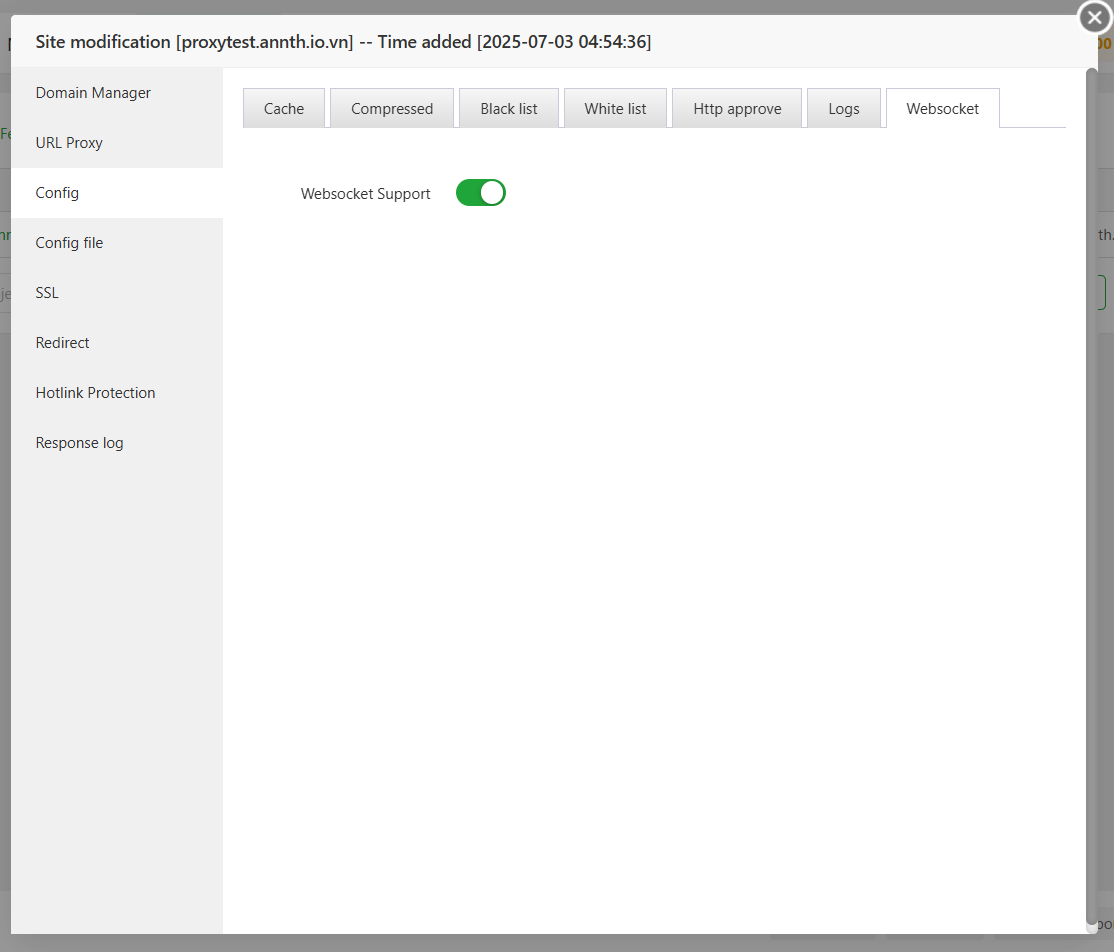 Site modification [proxytest.annth.io.vn] -- Time added [2025-07-03 04:54:36]
Domain Manager
URL Proxy
Config
Config file
SSL
Redirect
Hotlink Protection
Response log
Cache
Compressed
Black list
White list
Http approve
Logs
Websocket
Websocket Support